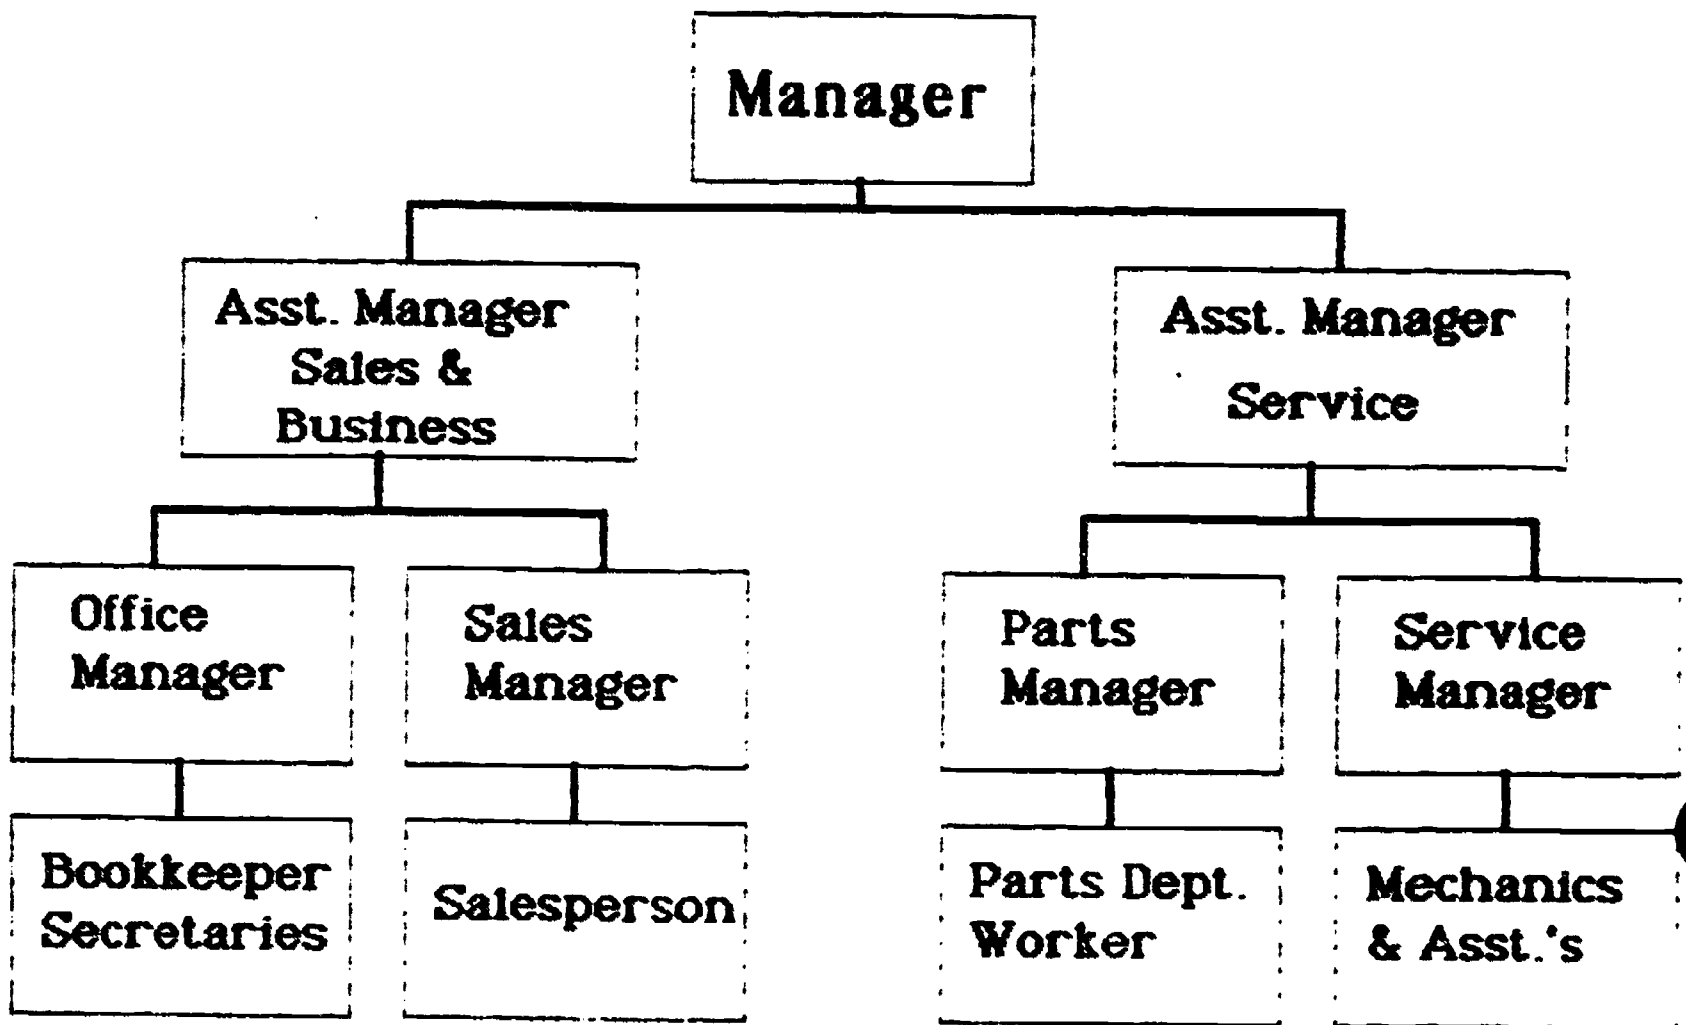 Manager
Asst. Manager
Sales &
Business
Asst. Manager
Service
Office
Manager
Sales
Manager
Parts
Manager
Service
Manager
Bookkeeper
Secretaries
Salesperson
Parts Dept.
Worker
Mechanics
& Asst.'s